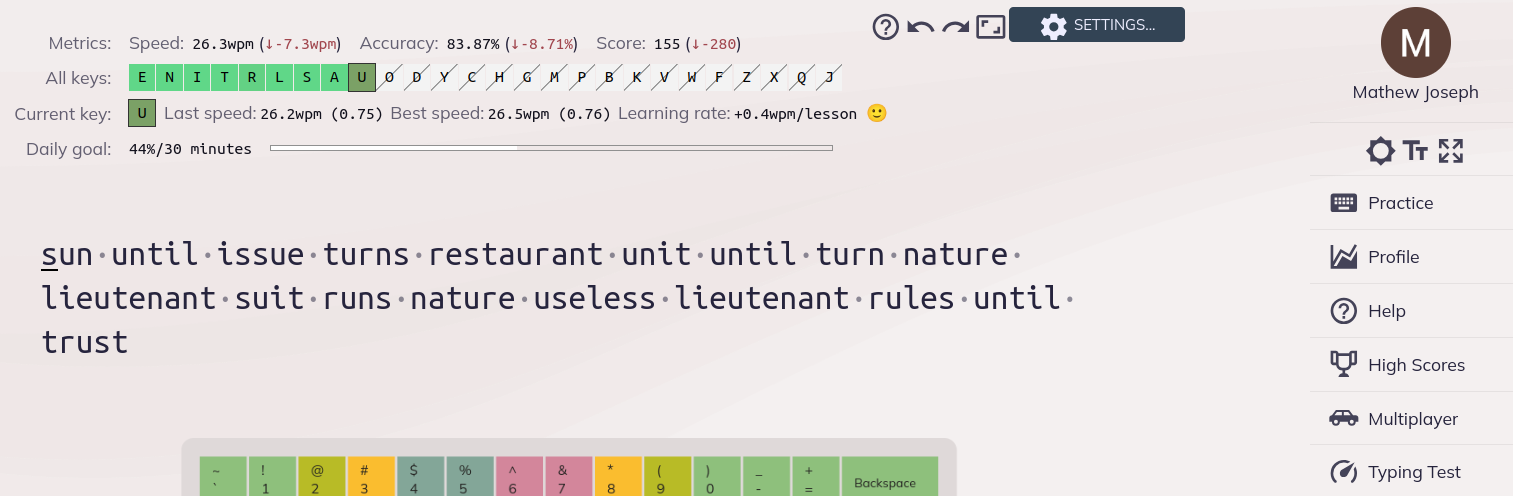 Metrics: Speed: 26.3wpm (↓-7.3wpm) Accuracy: 83.87% (↓-8.71%) Score: 155 (↓-280)
SETTINGS...
All keys: E N I T R L S A U O D Y C H G M P B K V W F Z X Q J
Current key: U Last speed: 26.2wpm (0.75) Best speed: 26.5wpm (0.76) Learning rate: +0.4wpm/lesson 🙂
Daily goal: 44%/30 minutes
sun·until·issue·turns·restaurant·unit·until·turn·nature·
lieutenant·suit·runs·nature·useless·lieutenant·rules·until·
trust
~ ! @ # $ % ^ & * ( ) _ +
` 1 2 3 4 5 6 7 8 9 0 - = Backspace
M
Mathew Joseph
Practice
Profile
Help
High Scores
Multiplayer
Typing Test